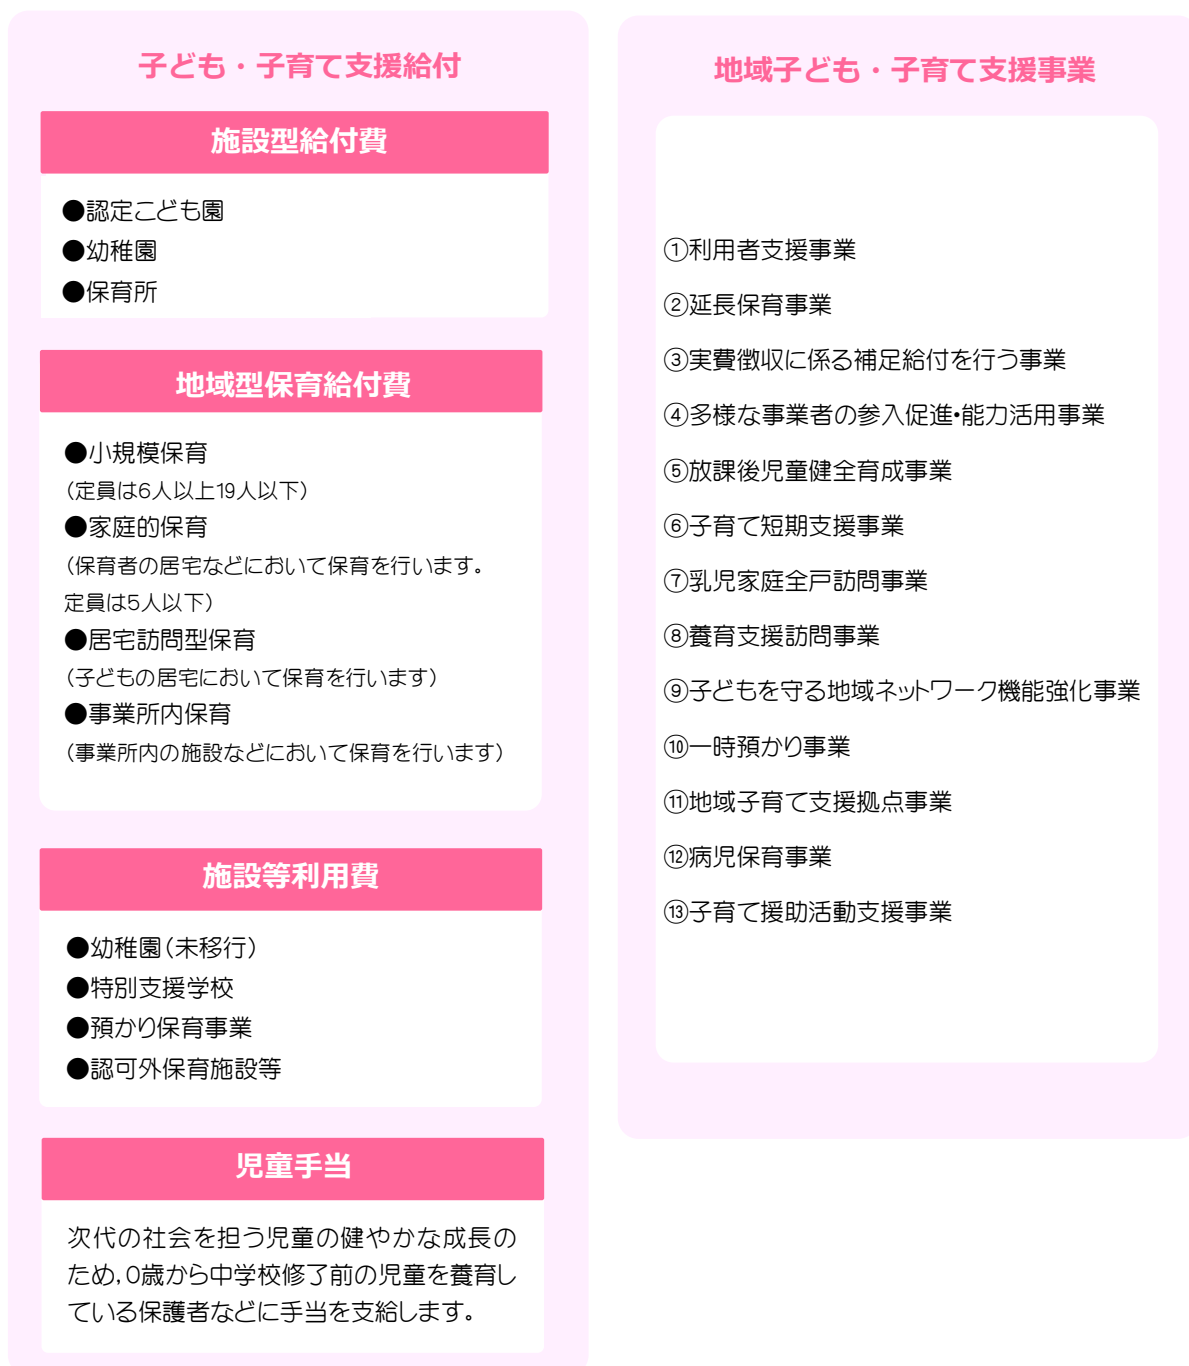 子ども・子育て支援給付
施設型給付費
●認定こども園
●幼稚園
●保育所
地域型保育給付費
●小規模保育
（定員は6人以上19人以下）
●家庭的保育
（保育者の居宅などにおいて保育を行います。
定員は5人以下）
●居宅訪問型保育
（子どもの居宅において保育を行います）
●事業所内保育
（事業所内の施設などにおいて保育を行います）
施設等利用費
●幼稚園（未移行）
●特別支援学校
●預かり保育事業
●認可外保育施設等
児童手当
次代の社会を担う児童の健やかな成長の
ため，0歳から中学校修了前の児童を養育し
ている保護者などに手当を支給します。
地域子ども・子育て支援事業
①利用者支援事業
②延長保育事業
③実費徴収に係る補足給付を行う事業
④多様な事業者の参入促進・能力活用事業
⑤放課後児童健全育成事業
⑥子育て短期支援事業
⑦乳児家庭全戸訪問事業
⑧養育支援訪問事業
⑨子どもを守る地域ネットワーク機能強化事業
⑩一時預かり事業
⑪地域子育て支援拠点事業
⑫病児保育事業
⑬子育て援助活動支援事業